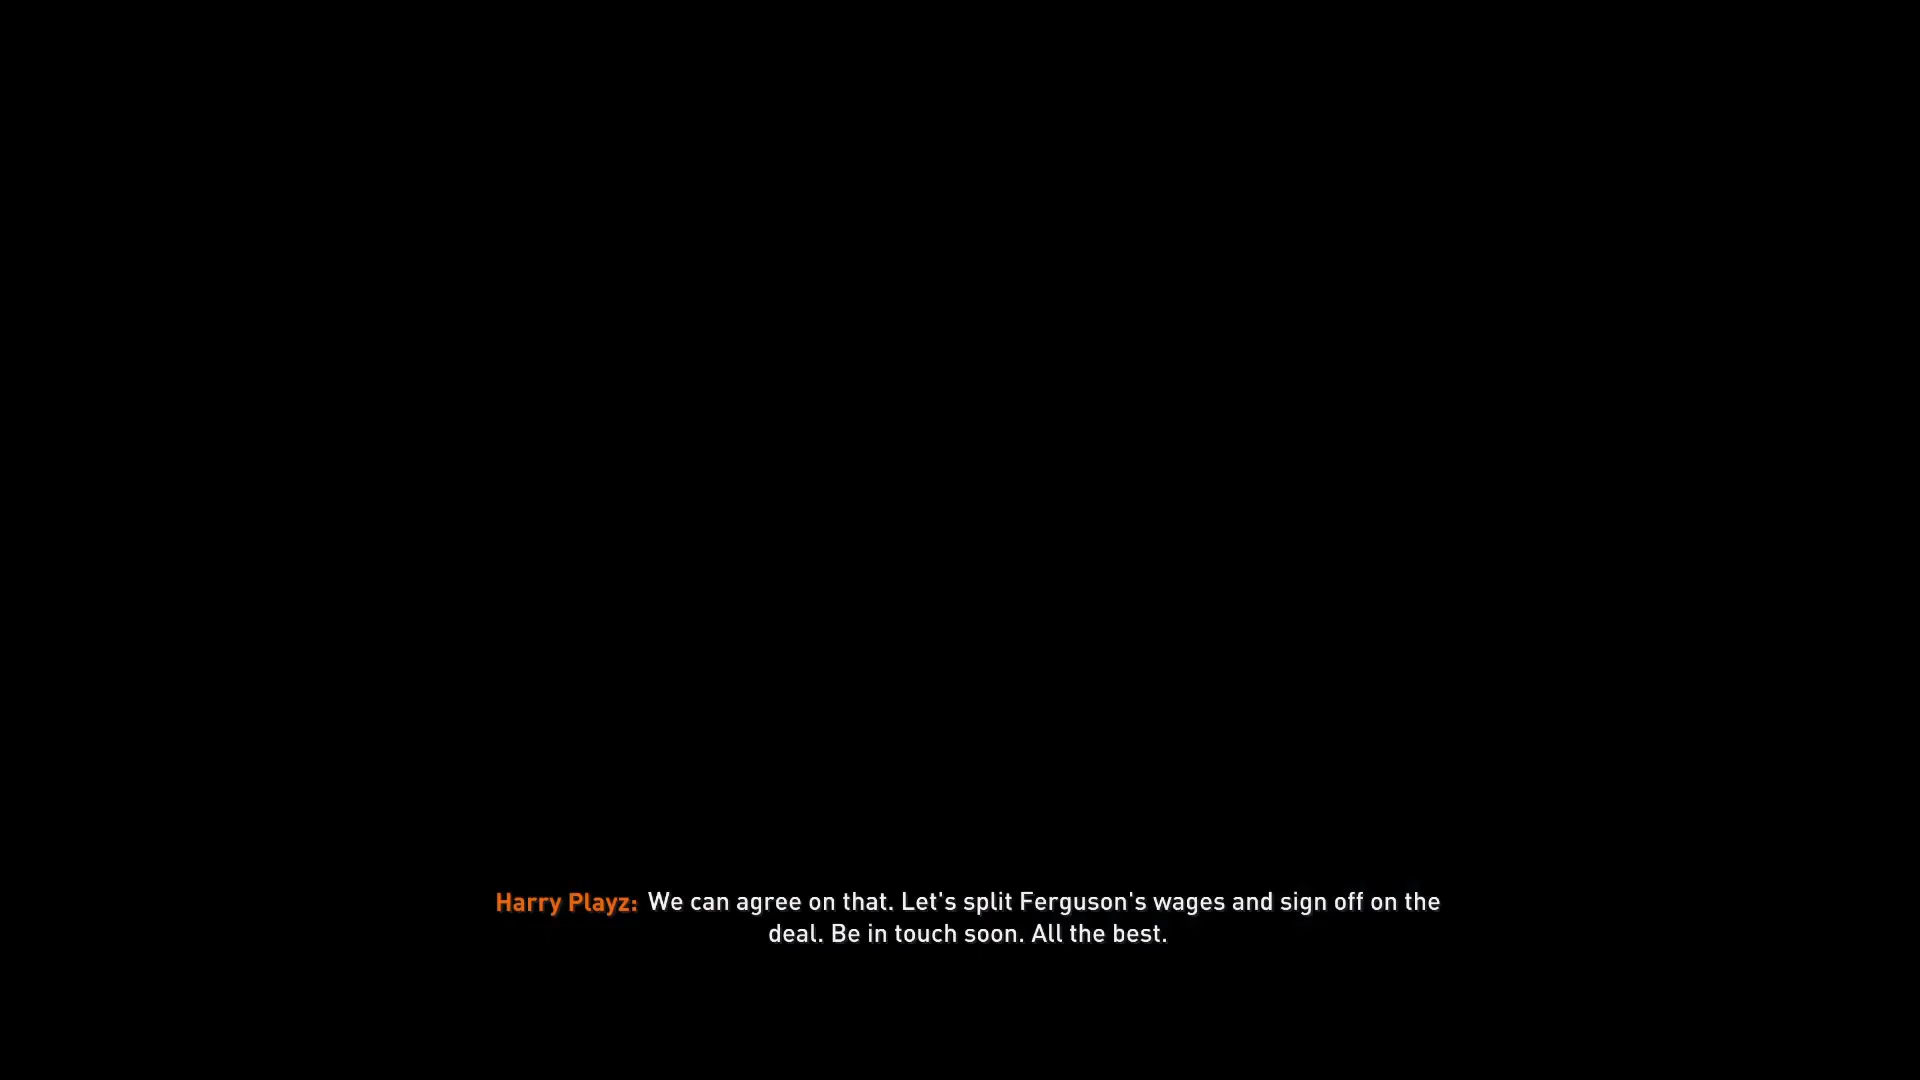 Harry Playz: We can agree on that. Let's split Ferguson's wages and sign off on the
deal. Be in touch soon. All the best.